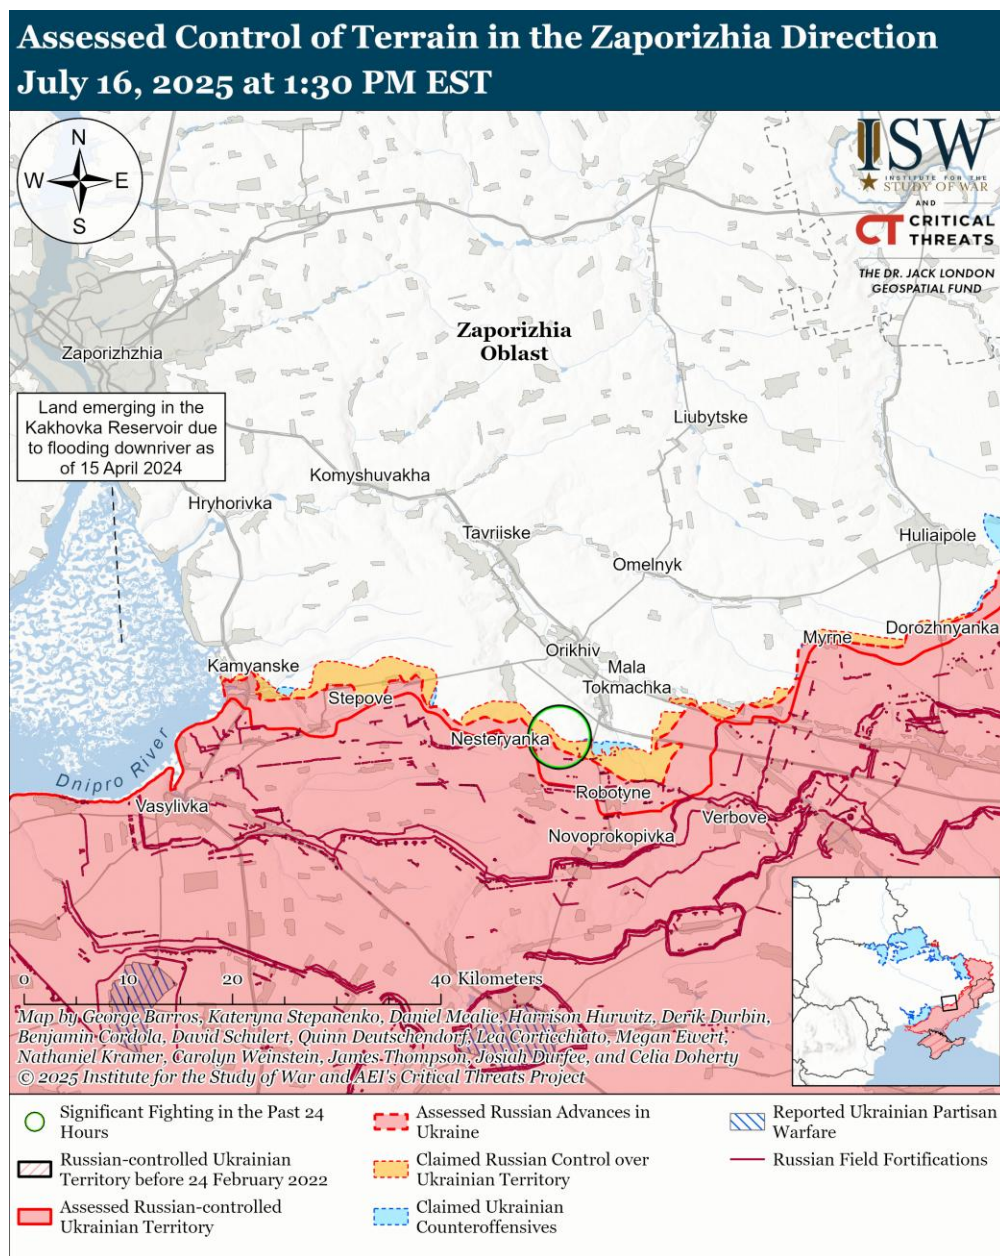 Assessed Control of Terrain in the Zaporizhia Direction
July 16, 2025 at 1:30 PM EST
N
W
E
S
ISW
INSTITUTE FOR THE
STUDY OF WAR
AND
CT CRITICAL
THREATS
THE DR. JACK LONDON
GEOSPATIAL FUND
Zaporizhia
Oblast
Zaporizhzhia
Land emerging in the
Kakhovka Reservoir due
to flooding downriver as
of 15 April 2024
Liubytske
Komyshuvakha
Hryhorivka
Tavriiske
Huliaipole
Omelnyk
Dorozhnyanka
Myrne
Orikhiv
Kamyanske
Mala
Tokmachka
Stepove
Nesteryanka
Dnipro River
Robotyne
Vasylivka
Verbove
Novoprokopivka
0 10 20 40 Kilometers
Map by George Barros, Kateryna Stepanenko, Daniel Mealie, Harrison Hurwitz, Derik Durbin,
Benjamin Cordola, David Schulert, Quinn Deutschendorf, Lea Corticchiato, Megan Ewert,
Nathaniel Kramer, Carolyn Weinstein, James Thompson, Josiah Durfee, and Celia Doherty
© 2025 Institute for the Study of War and AEI's Critical Threats Project
Significant Fighting in the Past 24
Hours
Russian-controlled Ukrainian
Territory before 24 February 2022
Assessed Russian-controlled
Ukrainian Territory
Assessed Russian Advances in
Ukraine
Claimed Russian Control over
Ukrainian Territory
Claimed Ukrainian
Counteroffensives
Reported Ukrainian Partisan
Warfare
Russian Field Fortifications